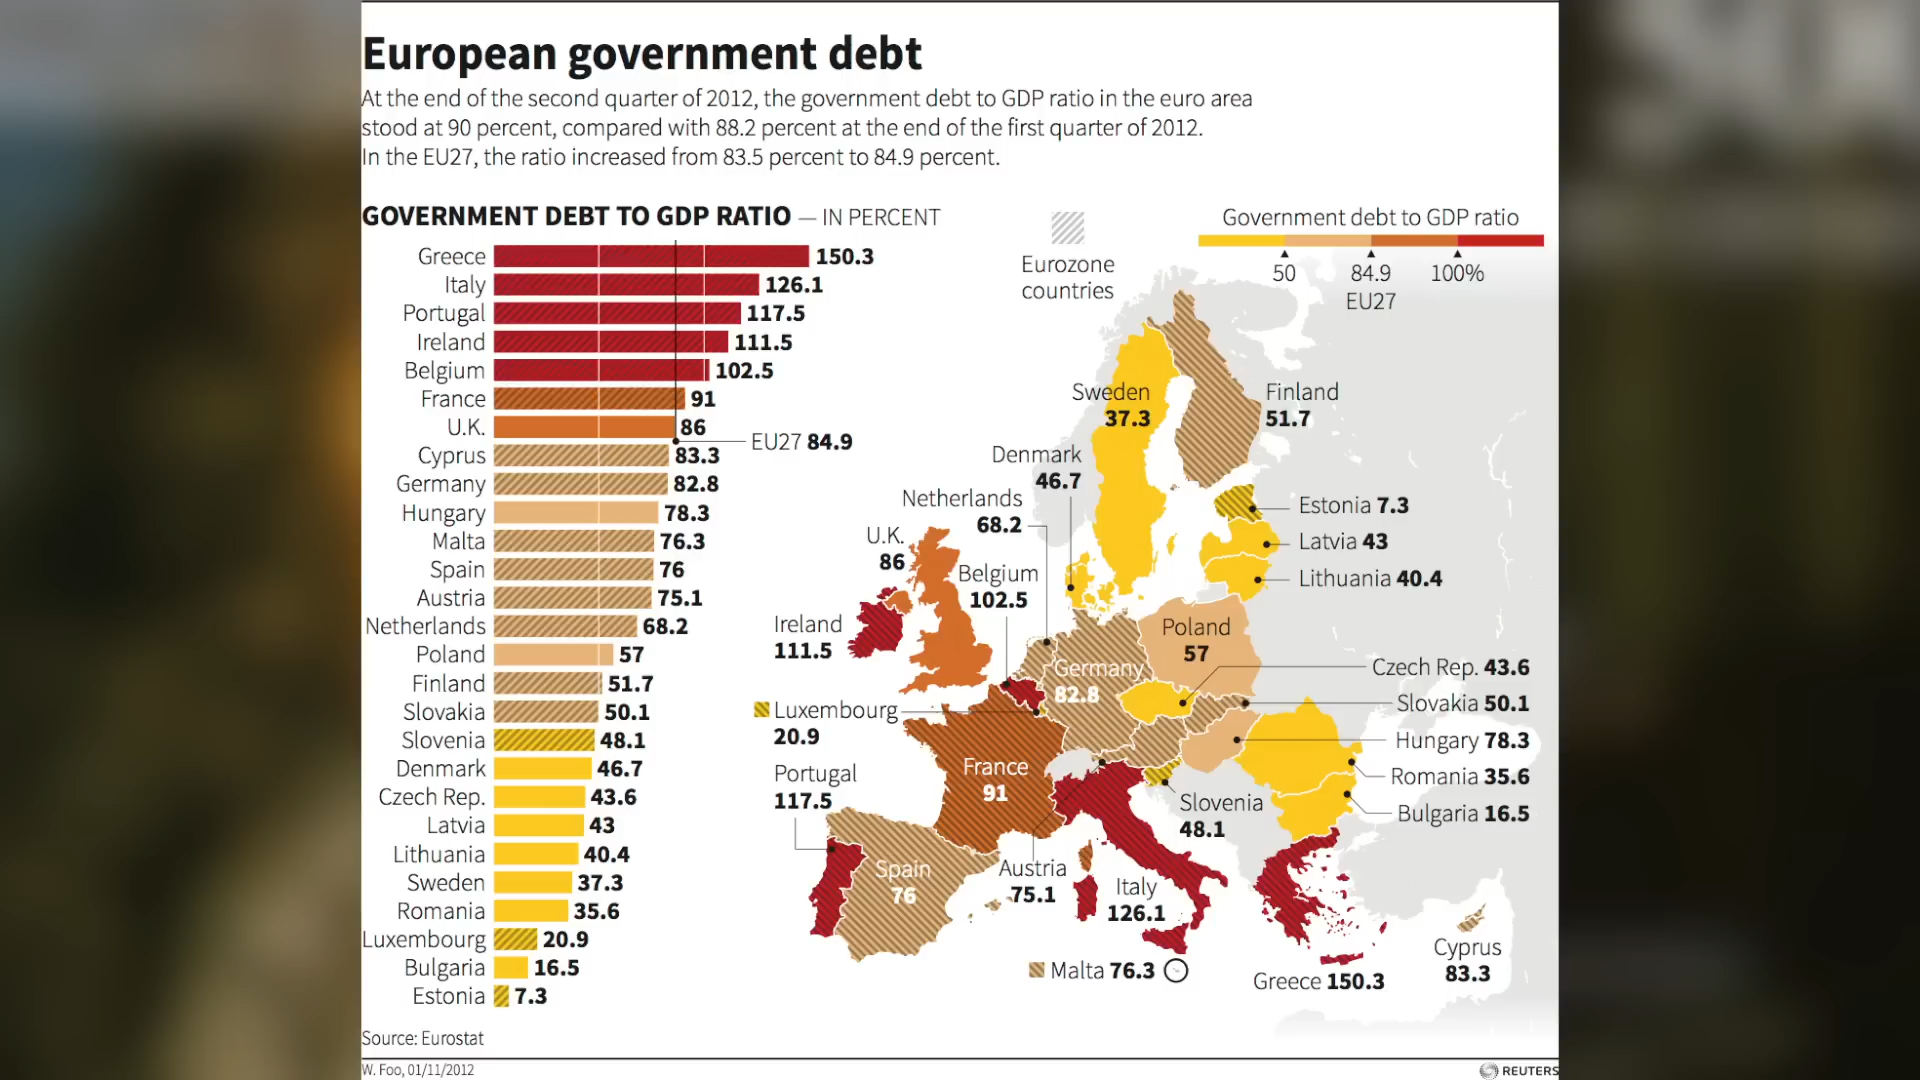 European government debt
At the end of the second quarter of 2012, the government debt to GDP ratio in the euro area
stood at 90 percent, compared with 88.2 percent at the end of the first quarter of 2012.
In the EU27, the ratio increased from 83.5 percent to 84.9 percent.
GOVERNMENT DEBT TO GDP RATIO — IN PERCENT
Greece 150.3
Italy 126.1
Portugal 117.5
Ireland 111.5
Belgium 102.5
France 91
U.K. 86
EU27 84.9
Cyprus 83.3
Germany 82.8
Hungary 78.3
Malta 76.3
Spain 76
Austria 75.1
Netherlands 68.2
Poland 57
Finland 51.7
Slovakia 50.1
Slovenia 48.1
Denmark 46.7
Czech Rep. 43.6
Latvia 43
Lithuania 40.4
Sweden 37.3
Romania 35.6
Luxembourg 20.9
Bulgaria 16.5
Estonia 7.3
Eurozone
countries
Government debt to GDP ratio
50 84.9 100%
EU27
Sweden
37.3
Finland
51.7
Denmark
46.7
Netherlands
68.2
Estonia 7.3
U.K.
86
Latvia 43
Belgium
102.5
Lithuania 40.4
Ireland
111.5
Poland
57
Germany
82.8
Czech Rep. 43.6
Luxembourg
20.9
Slovakia 50.1
Hungary 78.3
Portugal
117.5
France
91
Romania 35.6
Slovenia
48.1
Bulgaria 16.5
Spain
76
Austria
75.1
Italy
126.1
Malta 76.3
Greece 150.3
Cyprus
83.3
Source: Eurostat
W. Foo, 01/11/2012
REUTERS